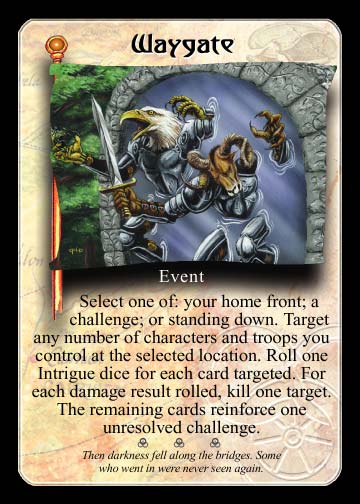 Waygate
Event
Select one of: your home front; a
challenge; or standing down. Target
any number of characters and troops you
control at the selected location. Roll one
Intrigue dice for each card targeted. For
each damage result rolled, kill one target.
The remaining cards reinforce one
unresolved challenge.
Then darkness fell along the bridges. Some
who went in were never seen again.